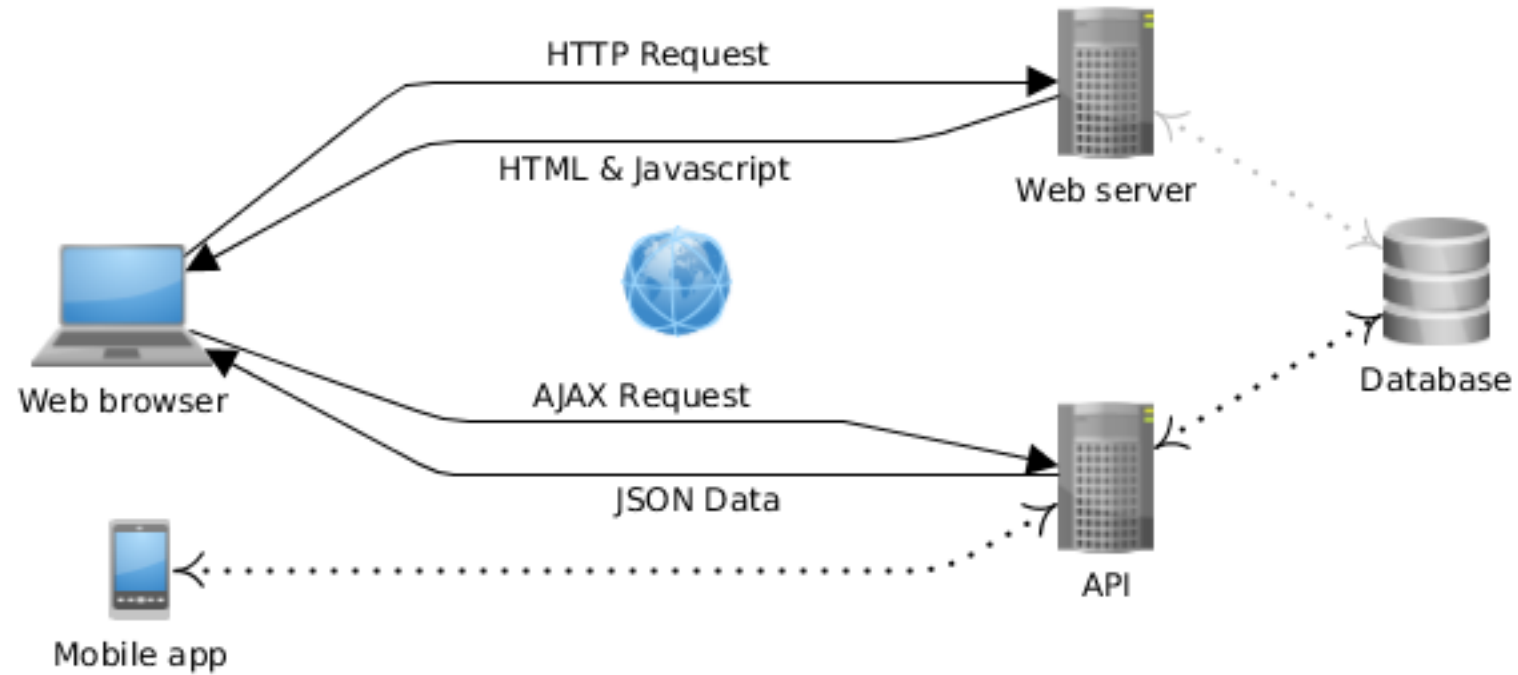 HTTP Request
HTML & Javascript
Web server
Database
Web browser
AJAX Request
JSON Data
API
Mobile app